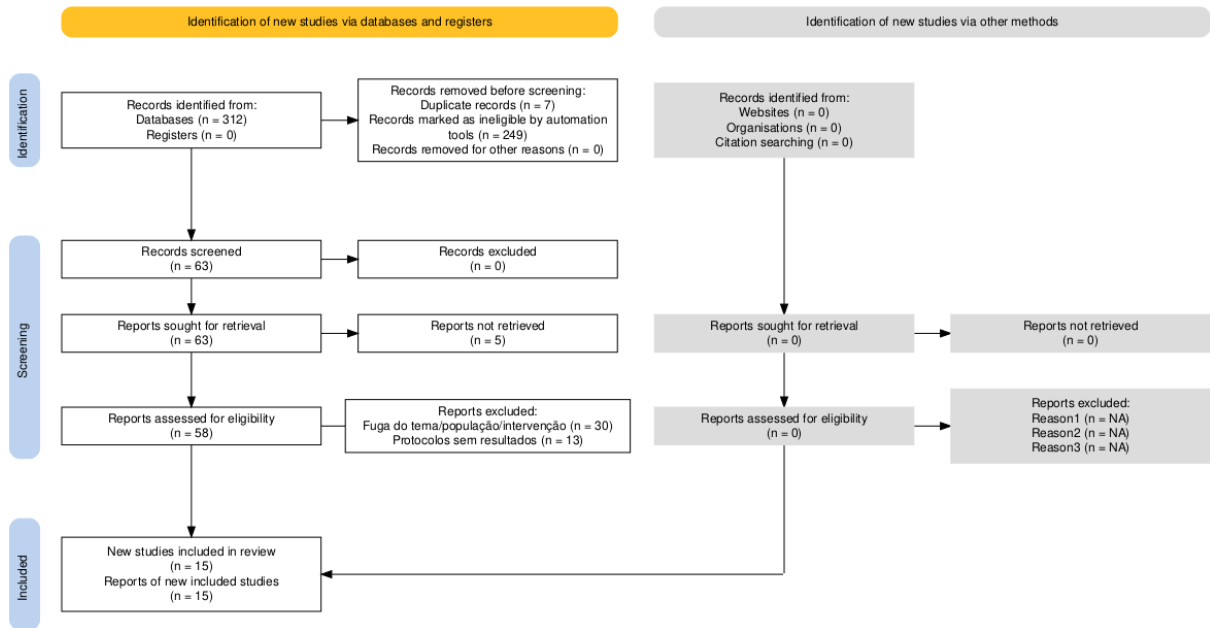 Identification of new studies via databases and registers
Identification of new studies via other methods
Identification
Records identified from:
Databases (n = 312)
Registers (n = 0)
Records removed before screening:
Duplicate records (n = 7)
Records marked as ineligible by automation
tools (n = 249)
Records removed for other reasons (n = 0)
Records identified from:
Websites (n = 0)
Organisations (n = 0)
Citation searching (n = 0)
Screening
Records screened
(n = 63)
Records excluded
(n = 0)
Reports sought for retrieval
(n = 63)
Reports not retrieved
(n = 5)
Reports sought for retrieval
(n = 0)
Reports not retrieved
(n = 0)
Reports assessed for eligibility
(n = 58)
Reports excluded:
Fuga do tema/população/intervenção (n = 30)
Protocolos sem resultados (n = 13)
Reports assessed for eligibility
(n = 0)
Reports excluded:
Reason1 (n = NA)
Reason2 (n = NA)
Reason3 (n = NA)
Included
New studies included in review
(n = 15)
Reports of new included studies
(n = 15)